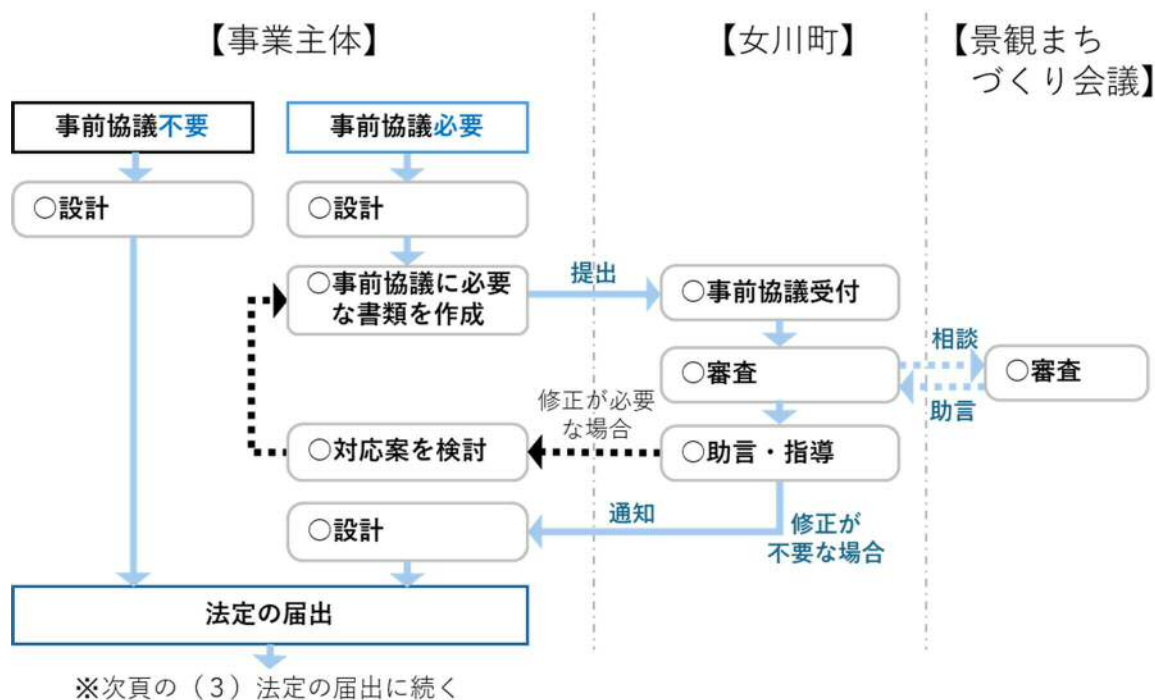 【事業主体】
【女川町】
【景観まち
づくり会議】
事前協議不要
事前協議必要
○設計
○設計
○事前協議に必要
な書類を作成
提出
○事前協議受付
○審査
相談
助言
○審査
修正が必要
な場合
○対応案を検討
○助言・指導
○設計
通知
修正が
不要な場合
法定の届出
※次頁の（３）法定の届出に続く